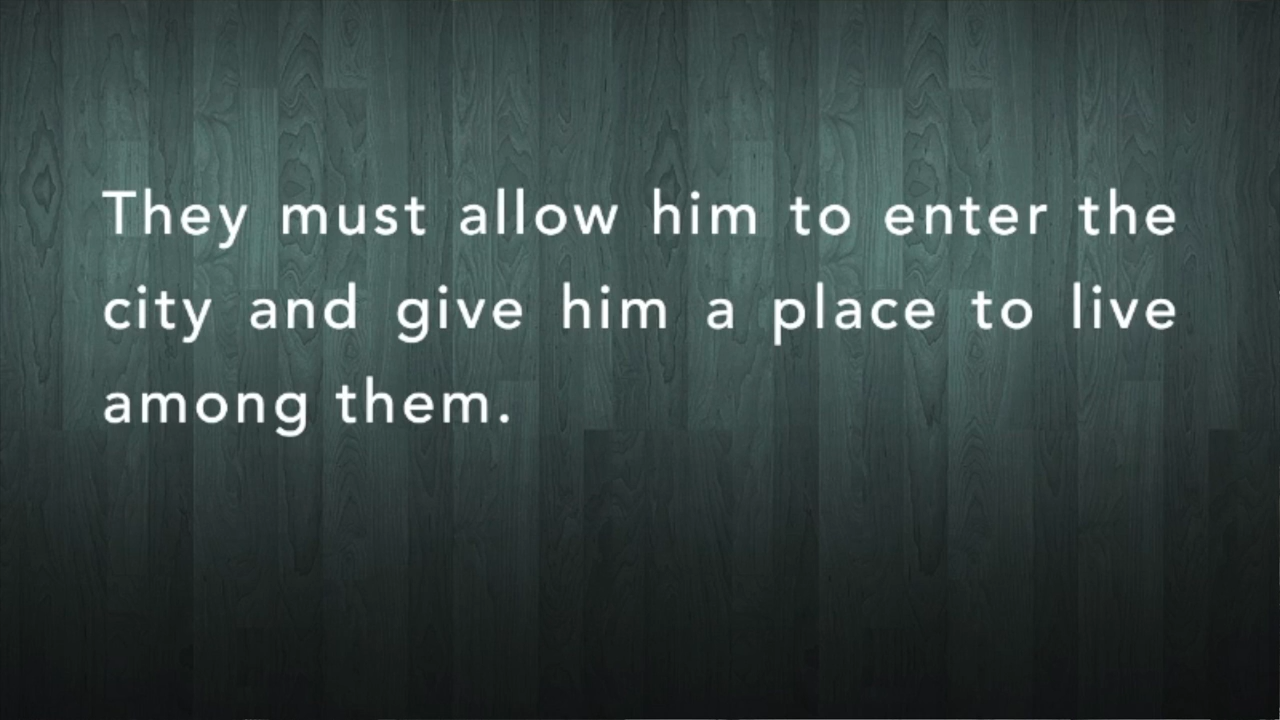 They must allow him to enter the
city and give him a place to live
among them.